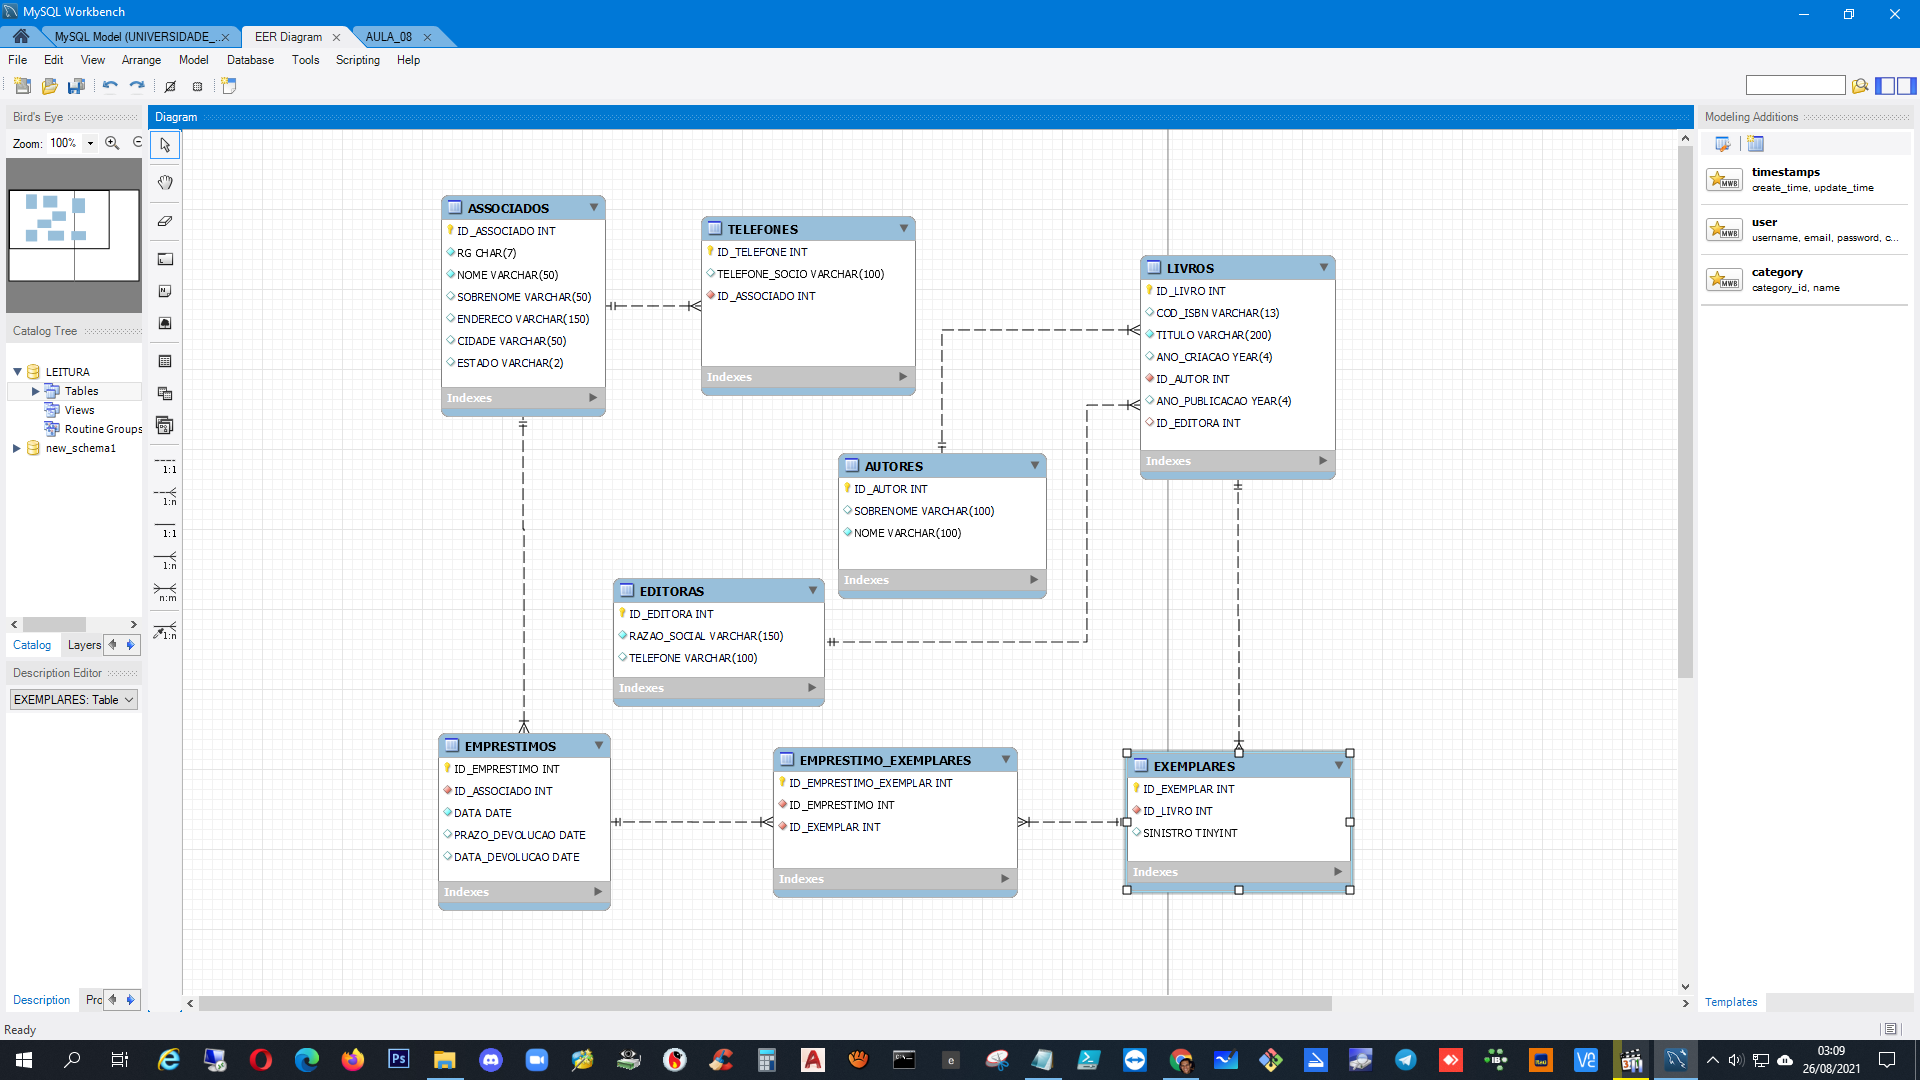 MySQL Workbench
MySQL Model (UNIVERSIDADE_...
EER Diagram
AULA_08
File Edit View Arrange Model Database Tools Scripting Help
Bird's Eye
Zoom: 100%
Catalog Tree
LEITURA
Tables
Views
Routine Groups
new_schema1
Catalog Layers
Description Editor
EXEMPLARES: Table
Description Pro
Ready
1:1
1:n
1:1
1:n
n:m
1:n
Diagram
ASSOCIADOS
ID_ASSOCIADO INT
RG CHAR(7)
NOME VARCHAR(50)
SOBRENOME VARCHAR(50)
ENDERECO VARCHAR(150)
CIDADE VARCHAR(50)
ESTADO VARCHAR(2)
Indexes
TELEFONES
ID_TELEFONE INT
TELEFONE_SOCIO VARCHAR(100)
ID_ASSOCIADO INT
Indexes
LIVROS
ID_LIVRO INT
COD_ISBN VARCHAR(13)
TITULO VARCHAR(200)
ANO_CRIACAO YEAR(4)
ID_AUTOR INT
ANO_PUBLICACAO YEAR(4)
ID_EDITORA INT
Indexes
AUTORES
ID_AUTOR INT
SOBRENOME VARCHAR(100)
NOME VARCHAR(100)
Indexes
EDITORAS
ID_EDITORA INT
RAZAO_SOCIAL VARCHAR(150)
TELEFONE VARCHAR(100)
Indexes
EMPRESTIMOS
ID_EMPRESTIMO INT
ID_ASSOCIADO INT
DATA DATE
PRAZO_DEVOLUCAO DATE
DATA_DEVOLUCAO DATE
Indexes
EMPRESTIMO_EXEMPLARES
ID_EMPRESTIMO_EXEMPLAR INT
ID_EMPRESTIMO INT
ID_EXEMPLAR INT
Indexes
EXEMPLARES
ID_EXEMPLAR INT
ID_LIVRO INT
SINISTRO TINYINT
Indexes
Modeling Additions
timestamps
create_time, update_time
user
username, email, password, c...
category
category_id, name
Templates
03:09
26/08/2021